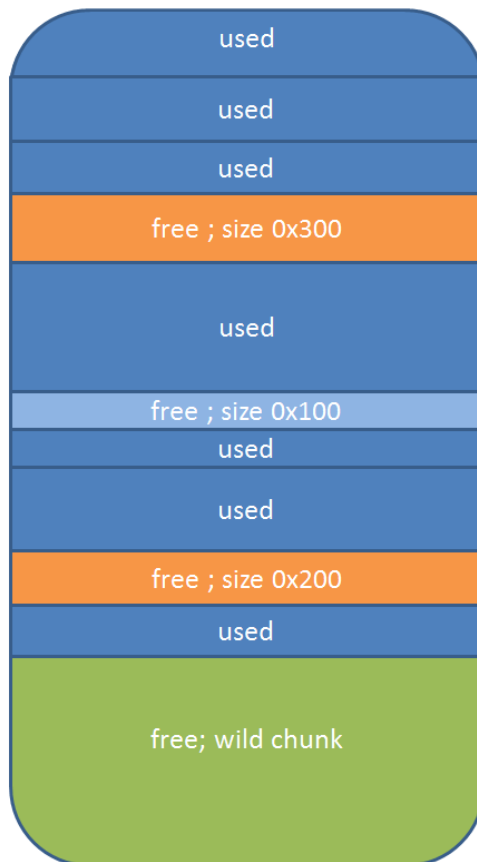 used
used
used
free ; size 0x300
used
free ; size 0x100
used
used
free ; size 0x200
used
free; wild chunk